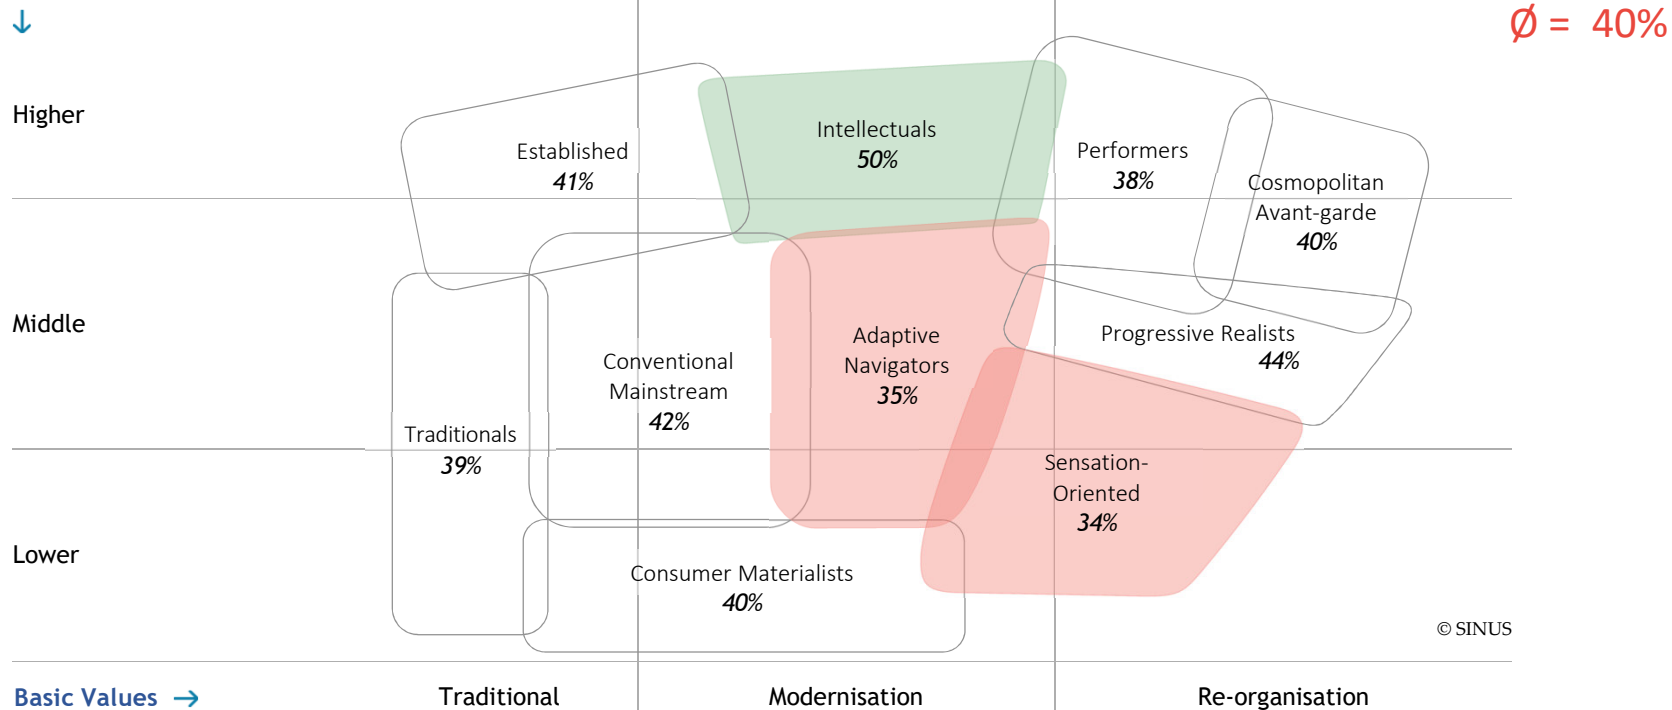 ↓
Ø = 40%
Higher
Established
41%
Intellectuals
50%
Performers
38%
Cosmopolitan
Avant-garde
40%
Middle
Conventional
Mainstream
42%
Adaptive
Navigators
35%
Progressive Realists
44%
Traditionals
39%
Sensation-
Oriented
34%
Lower
Consumer Materialists
40%
© SINUS
Basic Values →
Traditional
Modernisation
Re-organisation